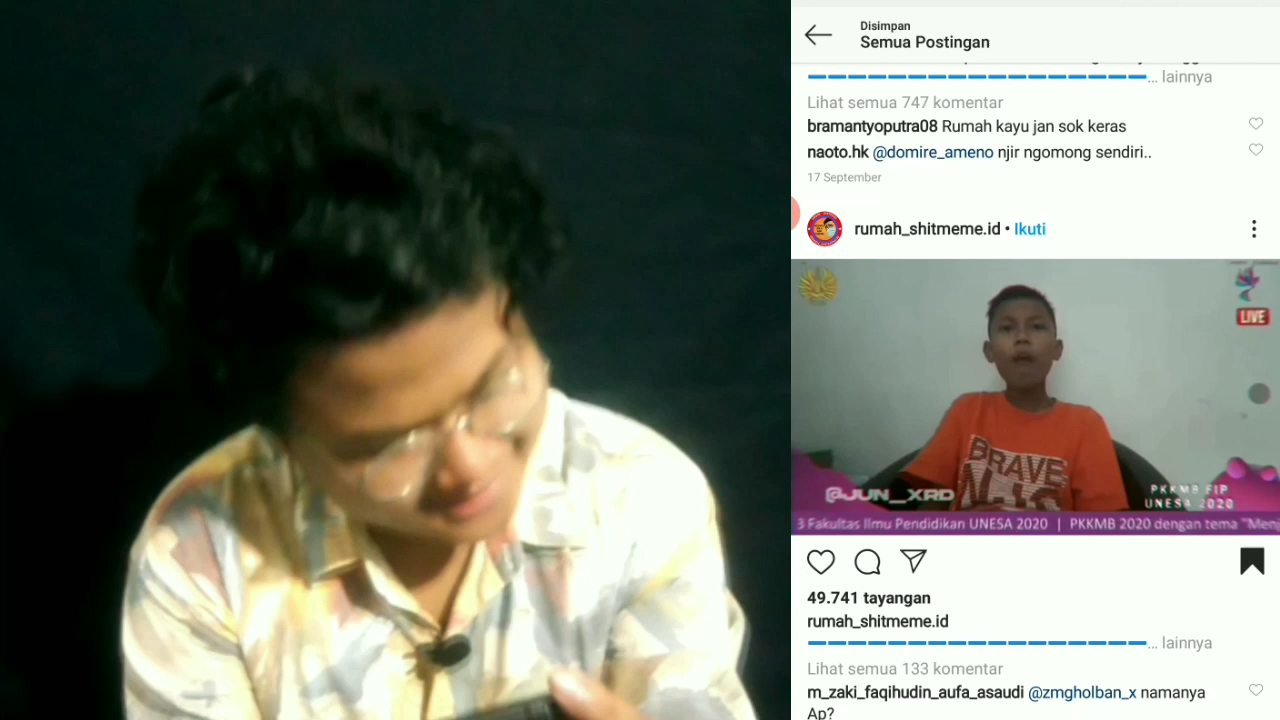 Disimpan
Semua Postingan
... lainnya
Lihat semua 747 komentar
bramantyoputra08 Rumah kayu jan sok keras
naoto.hk @domire_ameno njir ngomong sendiri..
17 September
rumah_shitmeme.id • Ikuti
LIVE
BRAVE
@JUN_XRD
PKKMB FIP
UNESA 2020
3 Fakultas Ilmu Pendidikan UNESA 2020 | PKKMB 2020 dengan tema "Men
49.741 tayangan
rumah_shitmeme.id
... lainnya
Lihat semua 133 komentar
m_zaki_faqihudin_aufa_asaudi @zmgholban_x namanya
Ap?